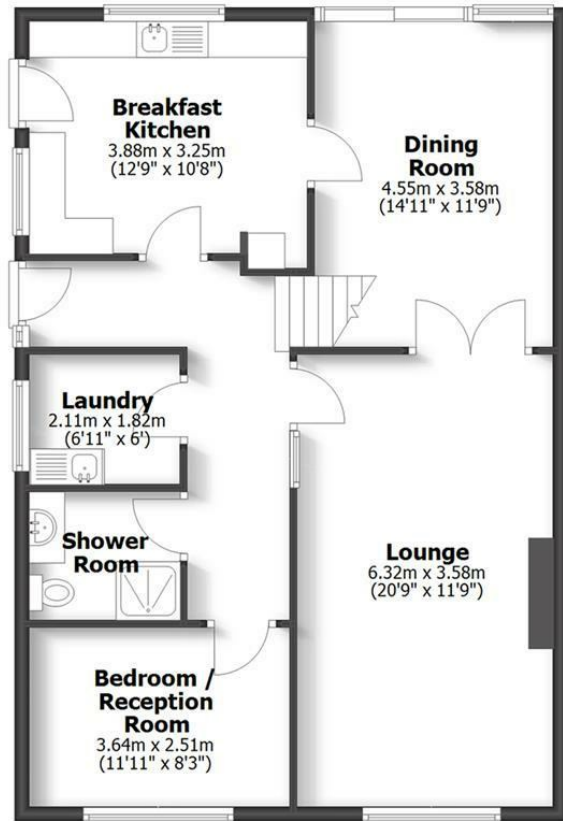 Breakfast
Kitchen
3.88m x 3.25m
(12'9" x 10'8")
Dining
Room
4.55m x 3.58m
(14'11" x 11'9")
Laundry
2.11m x 1.82m
(6'11" x 6')
Shower
Room
Lounge
6.32m x 3.58m
(20'9" x 11'9")
Bedroom /
Reception
Room
3.64m x 2.51m
(11'11" x 8'3")